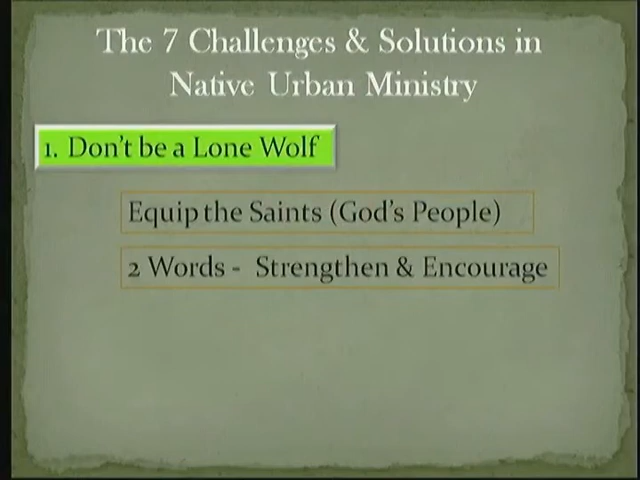 The 7 Challenges & Solutions in
Native Urban Ministry
1. Don't be a Lone Wolf
Equip the Saints (God's People)
2 Words - Strengthen & Encourage